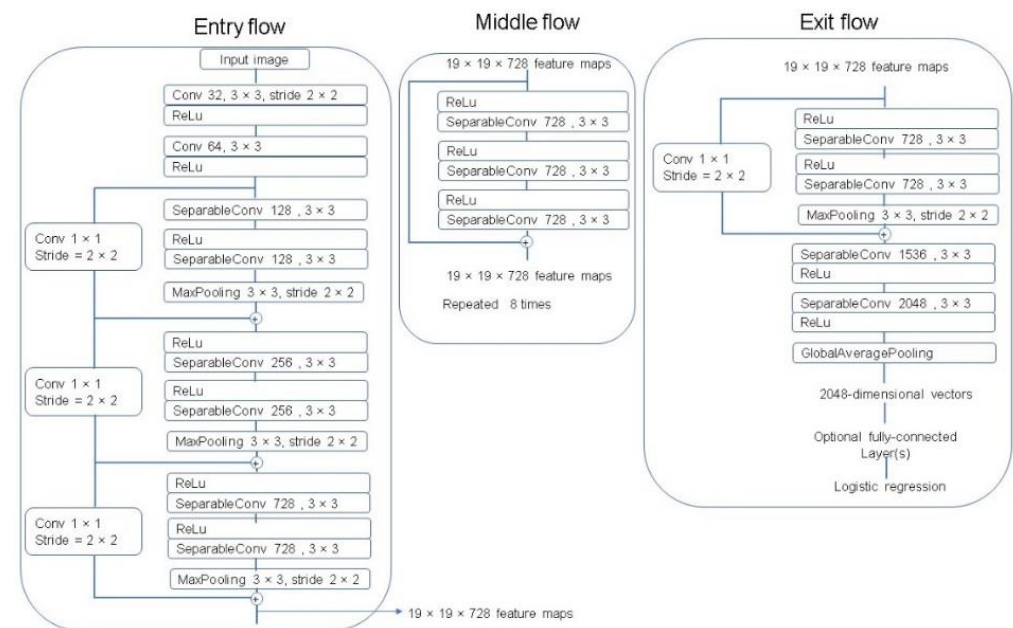 Entry flow
Input image
Conv 32, 3 × 3, stride 2 × 2
ReLu
Conv 64, 3 × 3
ReLu
SeparableConv 128 , 3 × 3
Conv 1 × 1
Stride = 2 × 2
ReLu
SeparableConv 128 , 3 × 3
MaxPooling 3 × 3, stride 2 × 2
+
ReLu
SeparableConv 256 , 3 × 3
Conv 1 × 1
Stride = 2 × 2
ReLu
SeparableConv 256 , 3 × 3
MaxPooling 3 × 3, stride 2 × 2
+
ReLu
SeparableConv 728 , 3 × 3
Conv 1 × 1
Stride = 2 × 2
ReLu
SeparableConv 728 , 3 × 3
MaxPooling 3 × 3, stride 2 × 2
+
19 × 19 × 728 feature maps
Middle flow
19 × 19 × 728 feature maps
ReLu
SeparableConv 728 , 3 × 3
ReLu
SeparableConv 728 , 3 × 3
ReLu
SeparableConv 728 , 3 × 3
+
19 × 19 × 728 feature maps
Repeated 8 times
Exit flow
19 × 19 × 728 feature maps
ReLu
SeparableConv 728 , 3 × 3
Conv 1 × 1
Stride = 2 × 2
ReLu
SeparableConv 728 , 3 × 3
MaxPooling 3 × 3, stride 2 × 2
+
SeparableConv 1536 , 3 × 3
ReLu
SeparableConv 2048 , 3 × 3
ReLu
GlobalAveragePooling
2048-dimensional vectors
Optional fully-connected
Layer(s)
Logistic regression